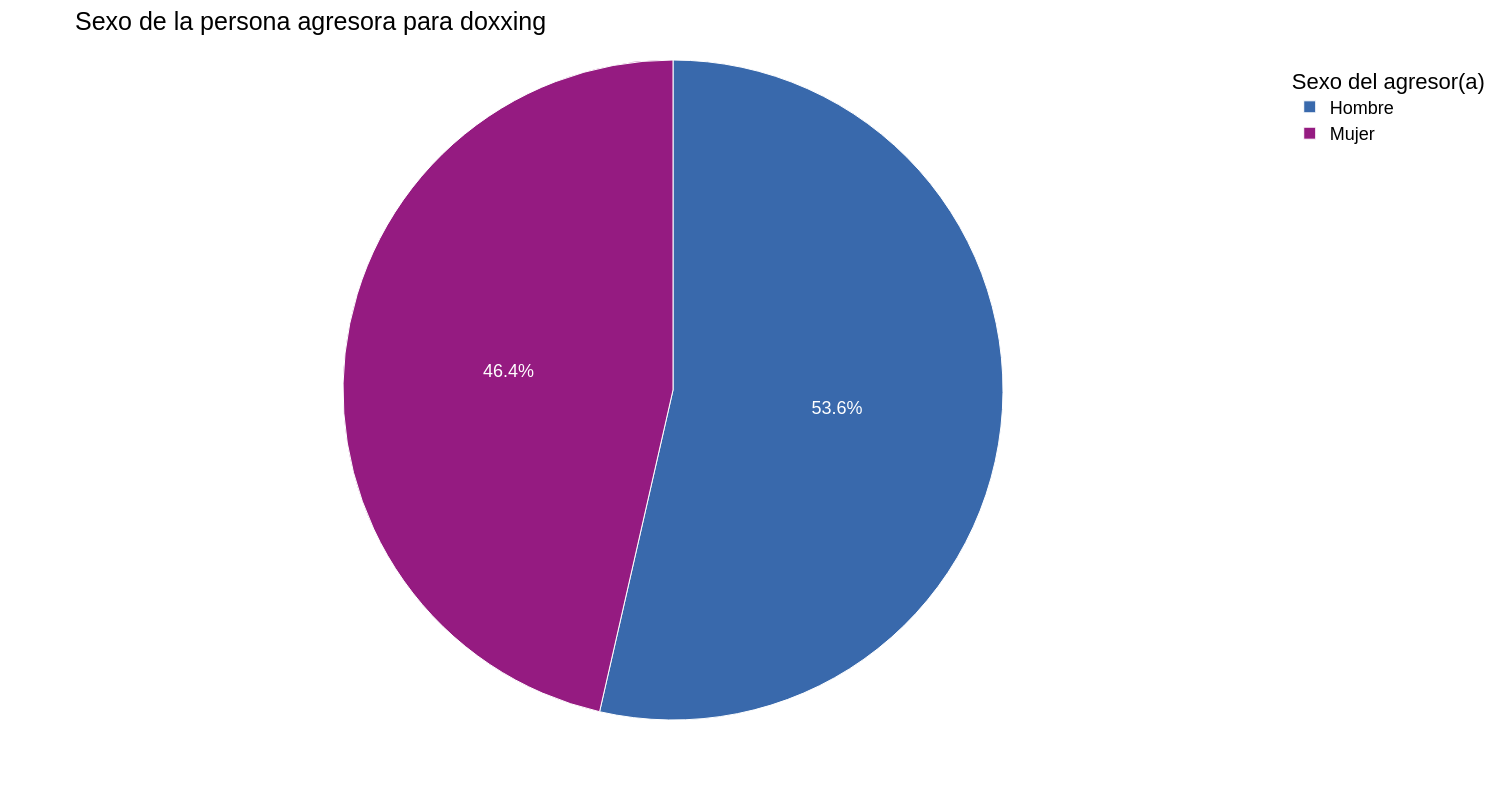 Sexo de la persona agresora para doxxing
Sexo del agresor(a)
Hombre
Mujer
46.4%
53.6%